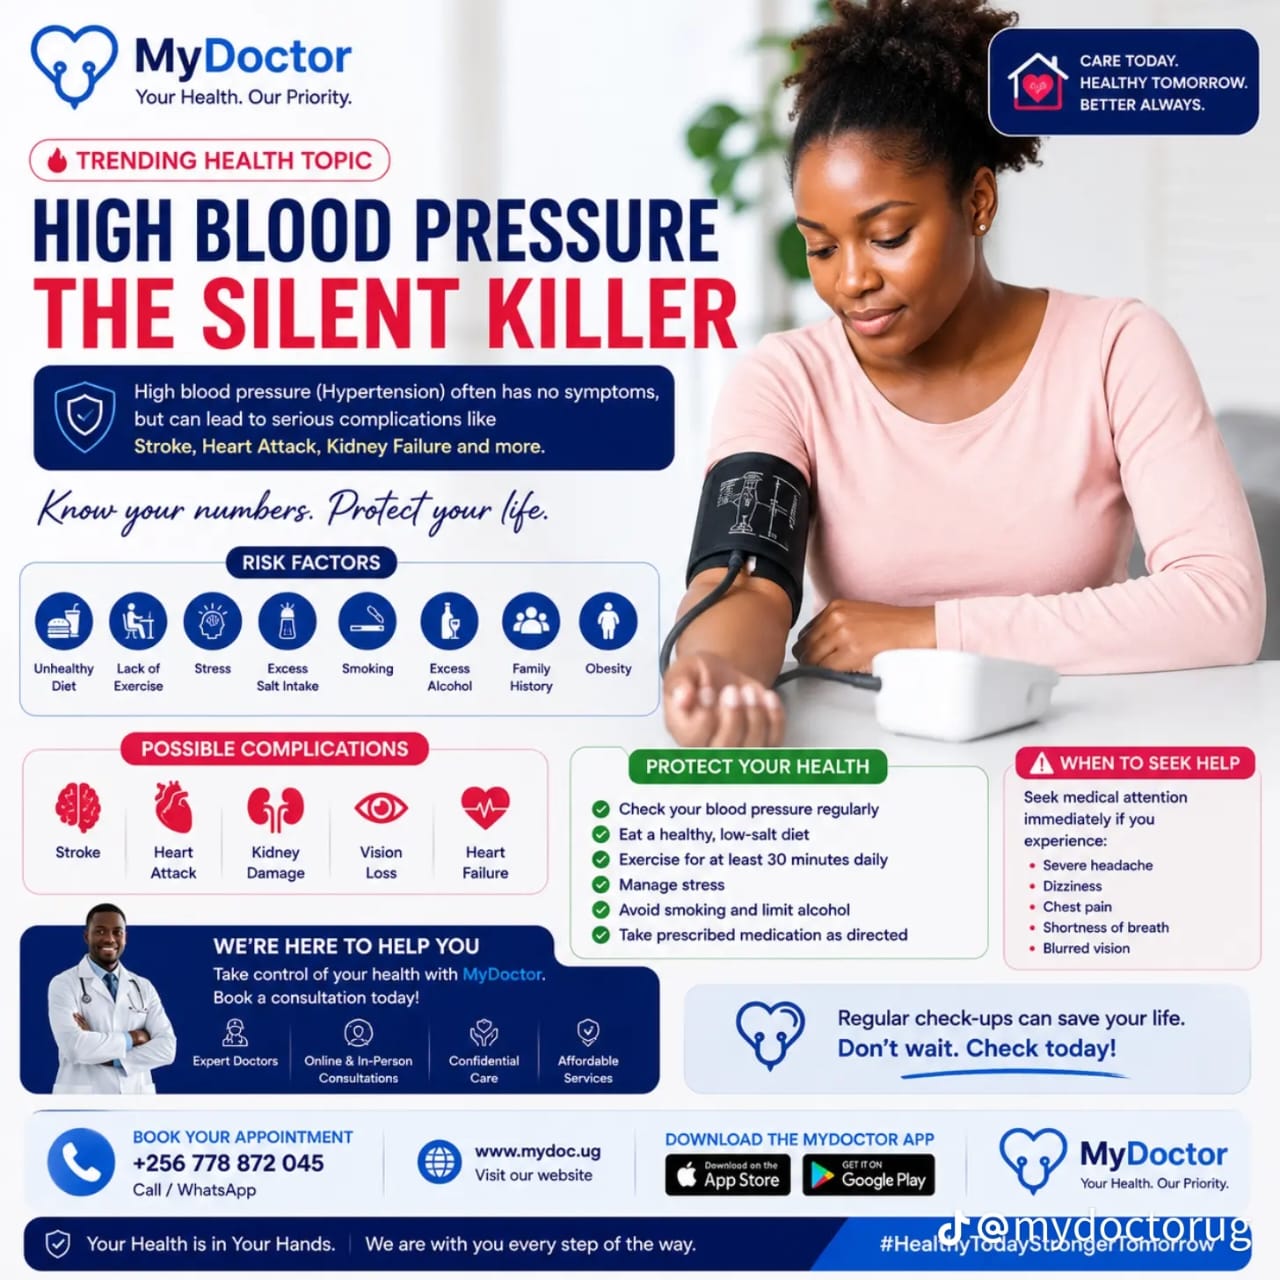 MyDoctor
Your Health. Our Priority.
CARE TODAY.
HEALTHY TOMORROW.
BETTER ALWAYS.
TRENDING HEALTH TOPIC
HIGH BLOOD PRESSURE
THE SILENT KILLER
High blood pressure (Hypertension) often has no symptoms,
but can lead to serious complications like
Stroke, Heart Attack, Kidney Failure and more.
Know your numbers. Protect your life.
RISK FACTORS
Unhealthy
Diet
Lack of
Exercise
Stress
Excess
Salt Intake
Smoking
Excess
Alcohol
Family
History
Obesity
POSSIBLE COMPLICATIONS
Stroke
Heart
Attack
Kidney
Damage
Vision
Loss
Heart
Failure
PROTECT YOUR HEALTH
Check your blood pressure regularly
Eat a healthy, low-salt diet
Exercise for at least 30 minutes daily
Manage stress
Avoid smoking and limit alcohol
Take prescribed medication as directed
WHEN TO SEEK HELP
Seek medical attention
immediately if you
experience:
• Severe headache
• Dizziness
• Chest pain
• Shortness of breath
• Blurred vision
WE'RE HERE TO HELP YOU
Take control of your health with MyDoctor.
Book a consultation today!
Expert Doctors
Online & In-Person
Consultations
Confidential
Care
Affordable
Services
Regular check-ups can save your life.
Don't wait. Check today!
BOOK YOUR APPOINTMENT
+256 778 872 045
Call / WhatsApp
www.mydoc.ug
Visit our website
DOWNLOAD THE MYDOCTOR APP
Download on the
App Store
GET IT ON
Google Play
MyDoctor
Your Health. Our Priority.
Your Health is in Your Hands. | We are with you every step of the way.
#HealthyTodayStrongerTomorrow
@mydoctorug